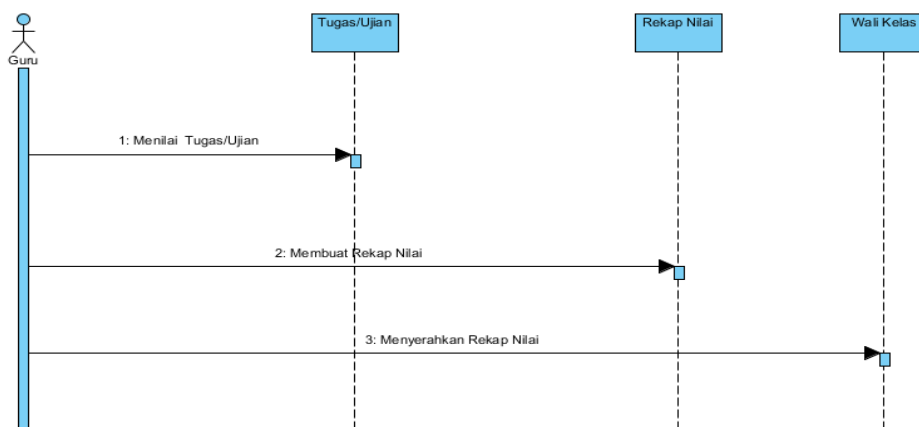 Tugas/Ujian
Rekap Nilai
Wali Kelas
Guru
1: Menilai Tugas/Ujian
2: Membuat Rekap Nilai
3: Menyerahkan Rekap Nilai